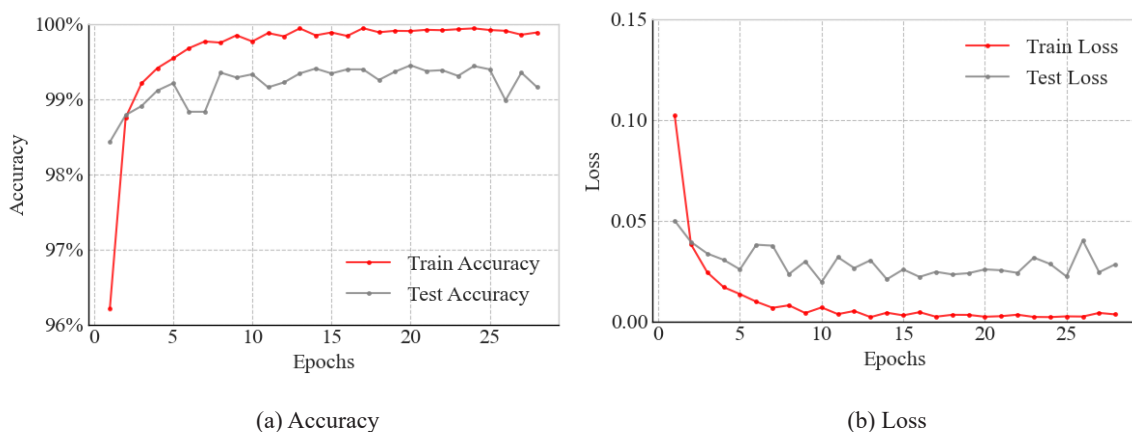 100%
99%
98%
97%
96%
Accuracy
0 5 10 15 20 25
Epochs
Train Accuracy
Test Accuracy
(a) Accuracy
0.15
0.10
0.05
0.00
Loss
0 5 10 15 20 25
Epochs
Train Loss
Test Loss
(b) Loss